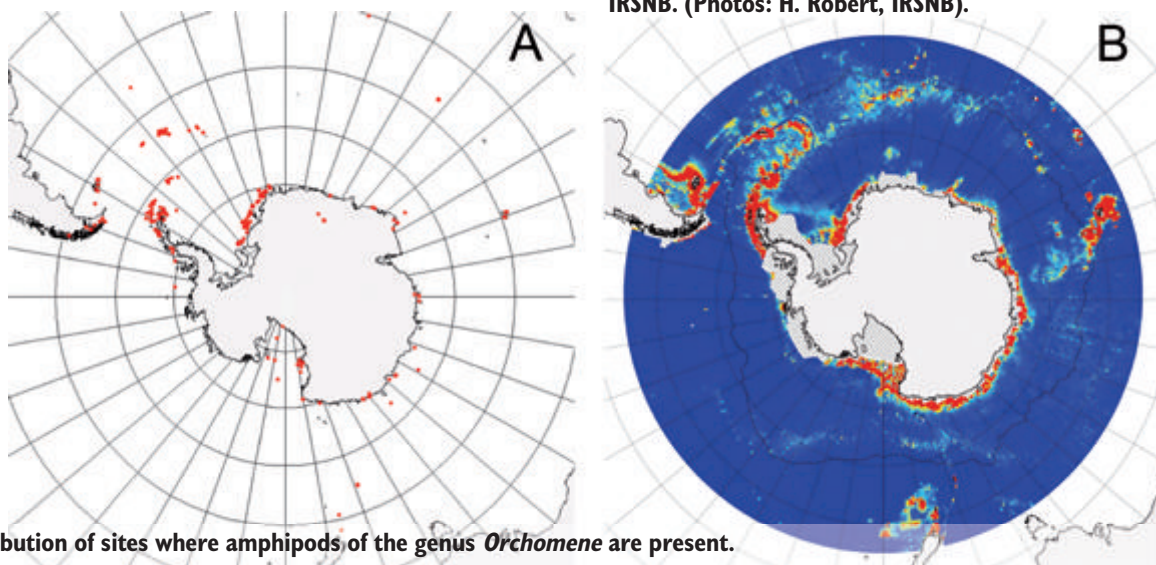 IRSNB. (Photos: H. Robert, IRSNB).
A
B
bution of sites where amphipods of the genus Orchomene are present.